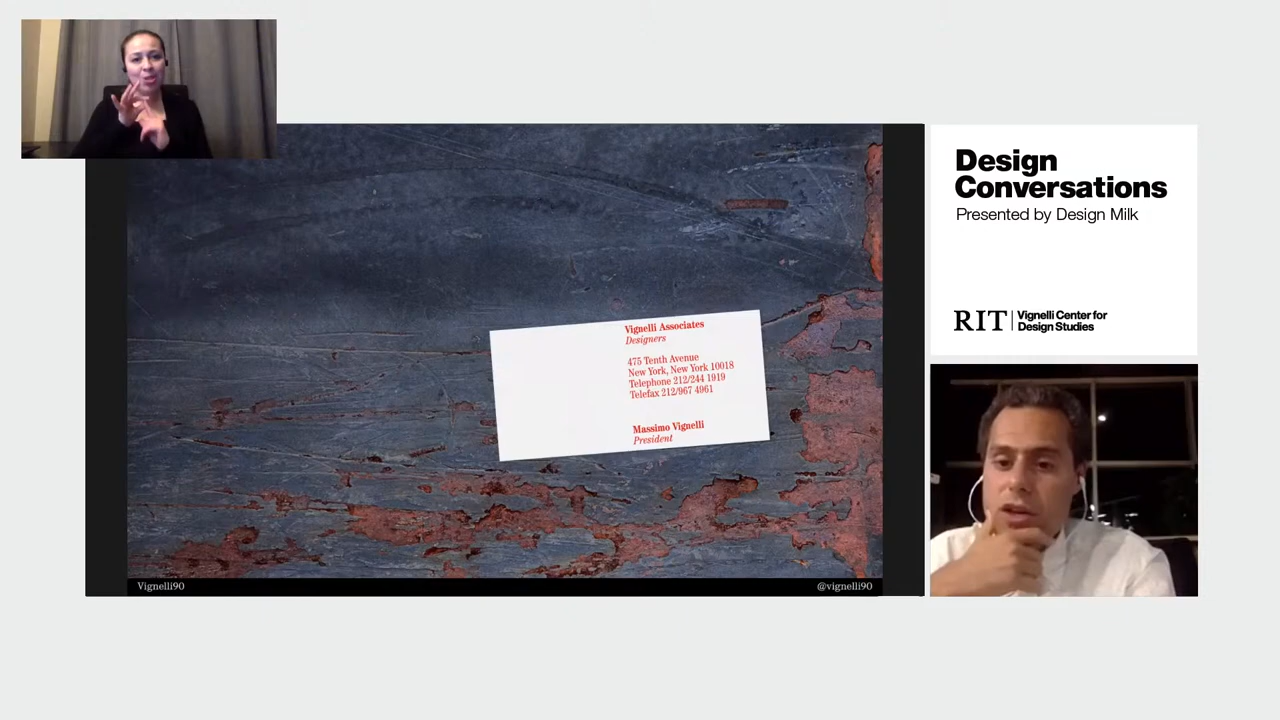 Design
Conversations
Presented by Design Milk
RIT
Vignelli Center for
Design Studies
Vignelli Associates
Designers
475 Tenth Avenue
New York, New York 10018
Telephone 212/244 1919
Telefax 212/967 4961
Massimo Vignelli
President
Vignelli90
@vignelli90